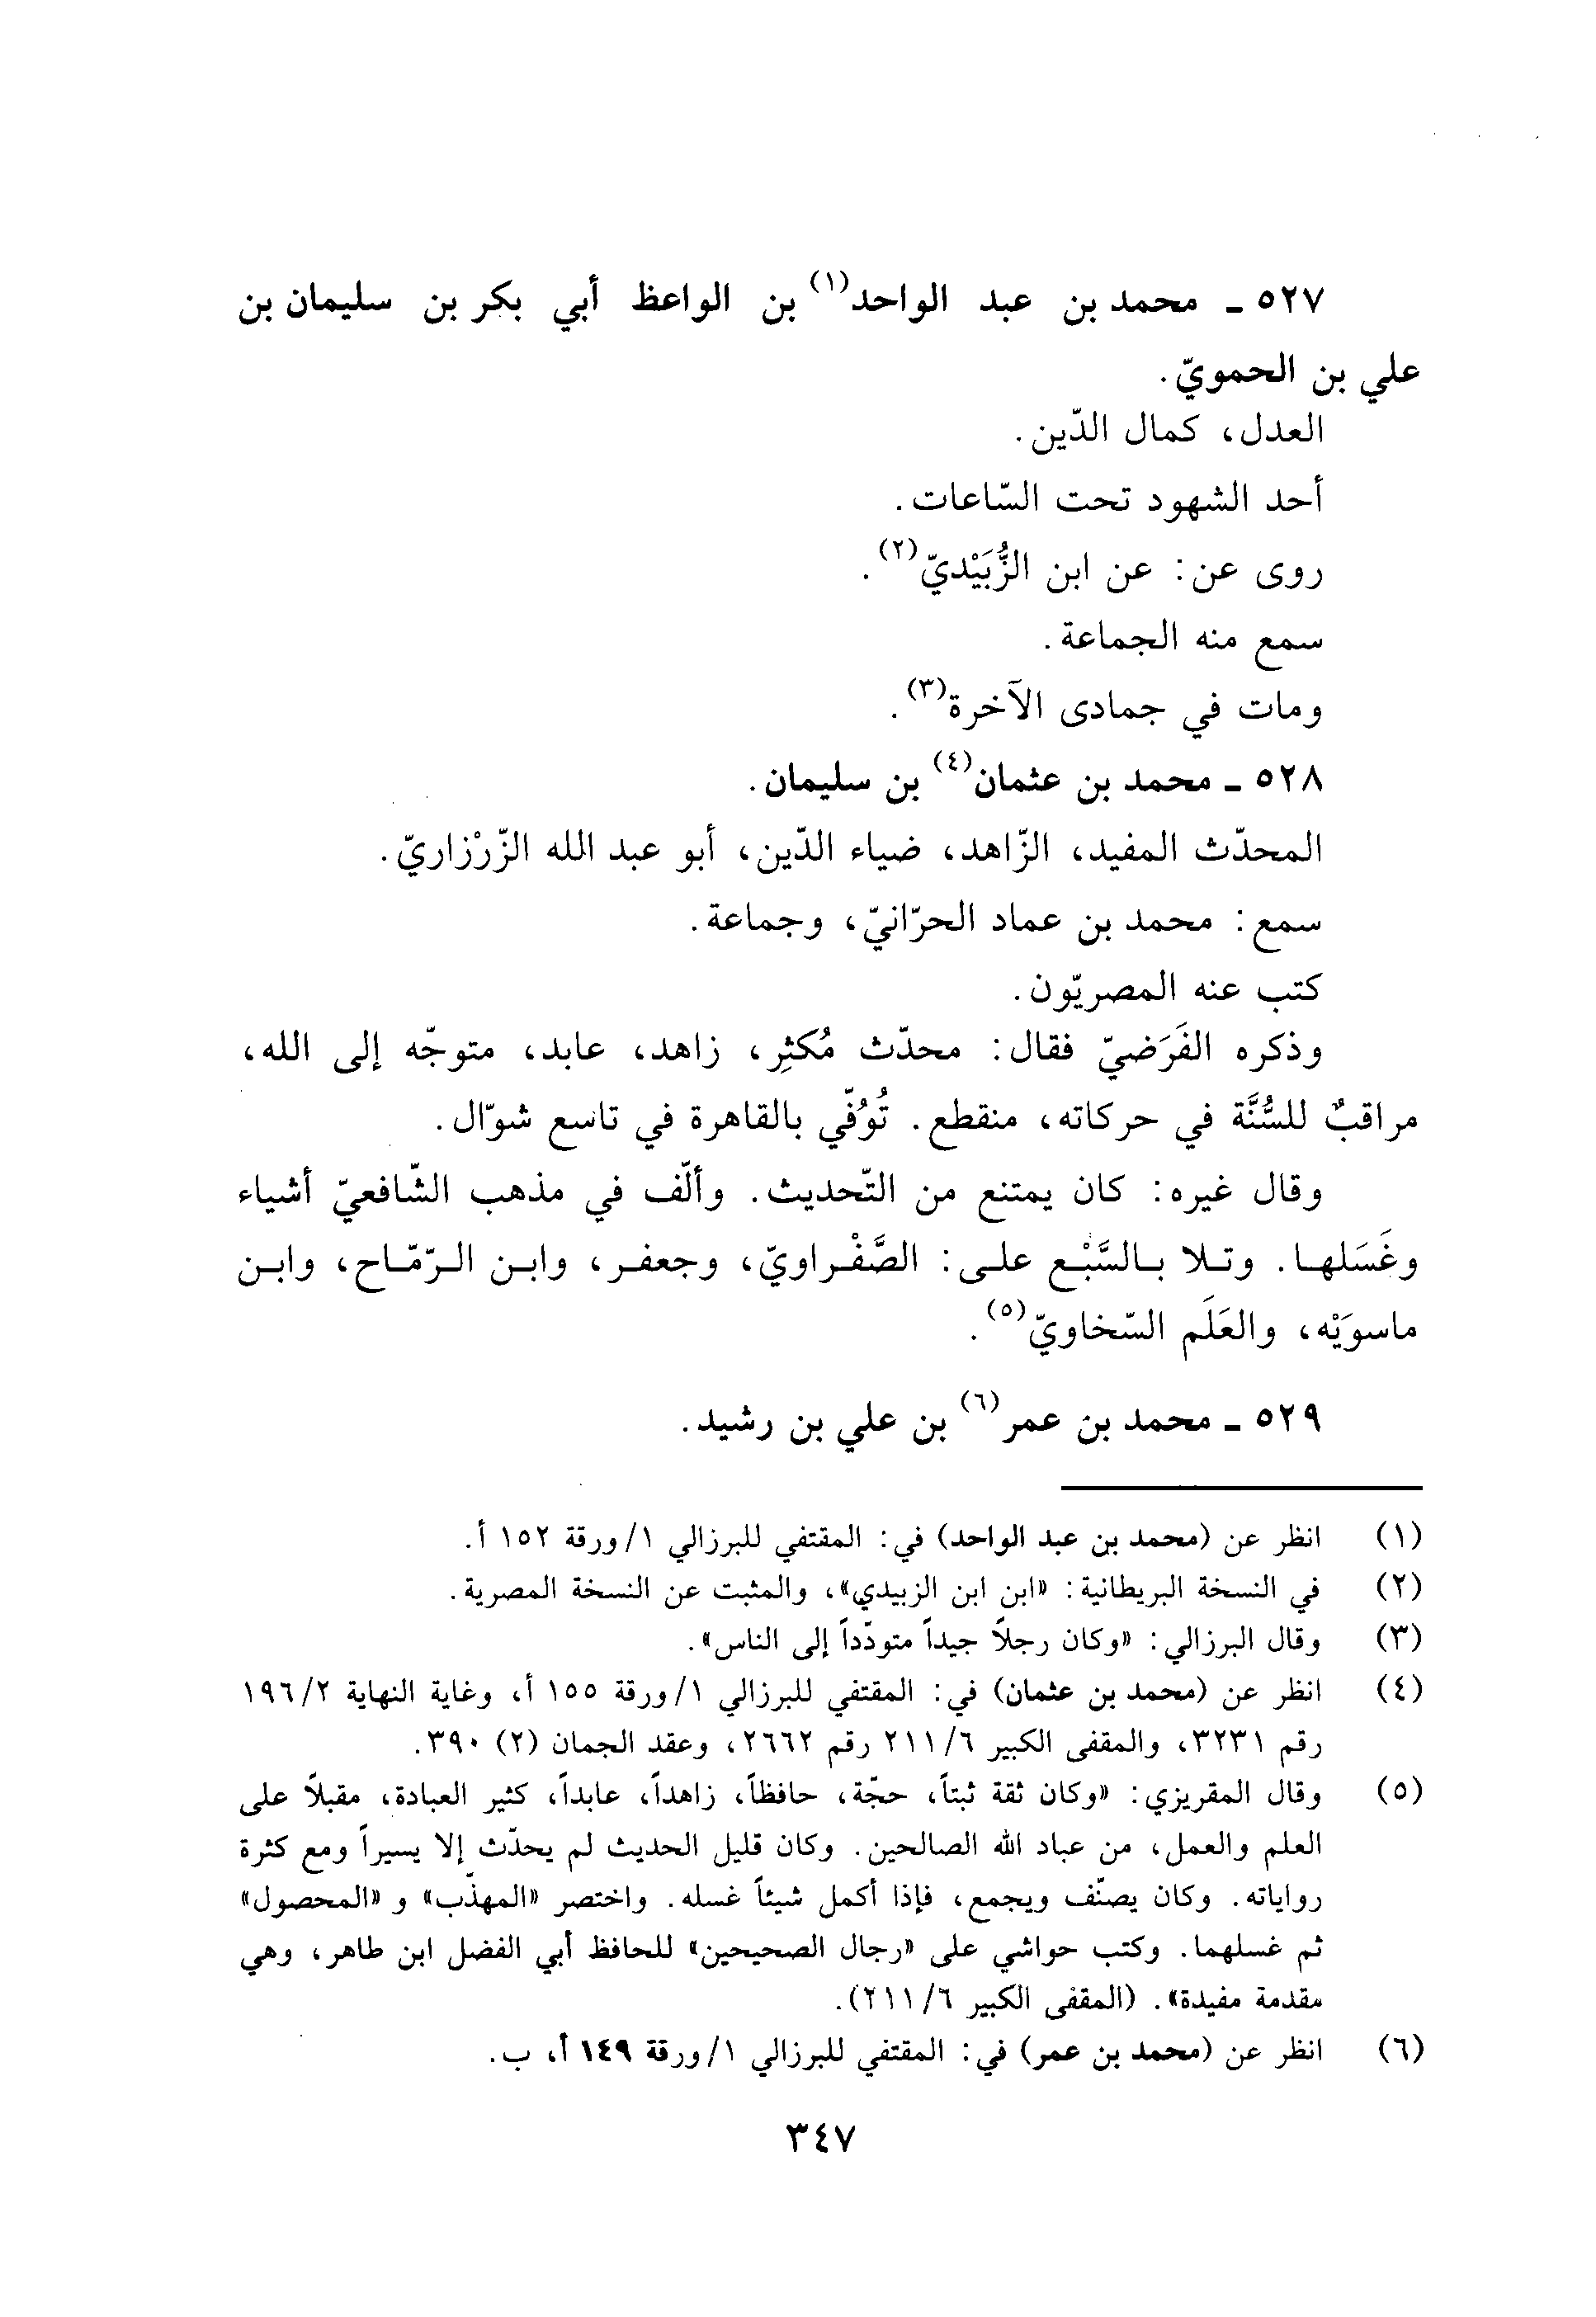 ٥٢٧ ـ محمد بن عبد الواحد(١) بن الواعظ أبي بكر بن سليمان بن
علي بن الحمويّ.
العدل، كمال الدّين.
أحد الشهود تحت السّاعات.
روى عن: عن ابن الزُّبَيْديّ(٢).
سمع منه الجماعة.
ومات في جمادى الآخرة(٣).
٥٢٨ ـ محمد بن عثمان(٤) بن سليمان.
المحدّث المفيد، الزّاهد، ضياء الدّين، أبو عبد الله الزّرْزاريّ.
سمع: محمد بن عماد الحرّانيّ، وجماعة.
كتب عنه المصريّون.
وذكره الفَرَضيّ فقال: محدّث مُكثِر، زاهد، عابد، متوجّه إلى الله،
مراقبٌ للسُّنَّة في حركاته، منقطع. تُوُفّي بالقاهرة في تاسع شوّال.
وقال غيره: كان يمتنع من التّحديث. وألّف في مذهب الشّافعيّ أشياء
وغَسَلها. وتلا بالسَّبْع على: الصَّفْراويّ، وجعفر، وابن الرّمّاح، وابن
ماسوَيْه، والعَلَم السّخاويّ(٥).
٥٢٩ ـ محمد بن عمر(٦) بن علي بن رشيد.
(١) انظر عن (محمد بن عبد الواحد) في: المقتفي للبرزالي ١/ورقة ١٥٢ أ.
(٢) في النسخة البريطانية: «ابن ابن الزبيدي»، والمثبت عن النسخة المصرية.
(٣) وقال البرزالي: «وكان رجلاً جيداً متودّداً إلى الناس».
(٤) انظر عن (محمد بن عثمان) في: المقتفي للبرزالي ١/ورقة ١٥٥ أ، وغاية النهاية ١٩٦/٢
رقم ٣٢٣١، والمقفى الكبير ٢١١/٦ رقم ٢٦٦٢، وعقد الجمان (٢) ٣٩٠.
(٥) وقال المقريزي: «وكان ثقة ثبتاً، حجّة، حافظاً، زاهداً، عابداً، كثير العبادة، مقبلاً على
العلم والعمل، من عباد الله الصالحين. وكان قليل الحديث لم يحدّث إلا يسيراً ومع كثرة
رواياته. وكان يصنّف ويجمع، فإذا أكمل شيئاً غسله. واختصر «المهذّب» و «المحصول»
ثم غسلهما. وكتب حواشي على «رجال الصحيحين» للحافظ أبي الفضل ابن طاهر، وهي
مقدمة مفيدة». (المقفى الكبير ٢١١/٦).
(٦) انظر عن (محمد بن عمر) في: المقتفي للبرزالي ١/ورقة ١٤٩ أ، ب.
٣٤٧